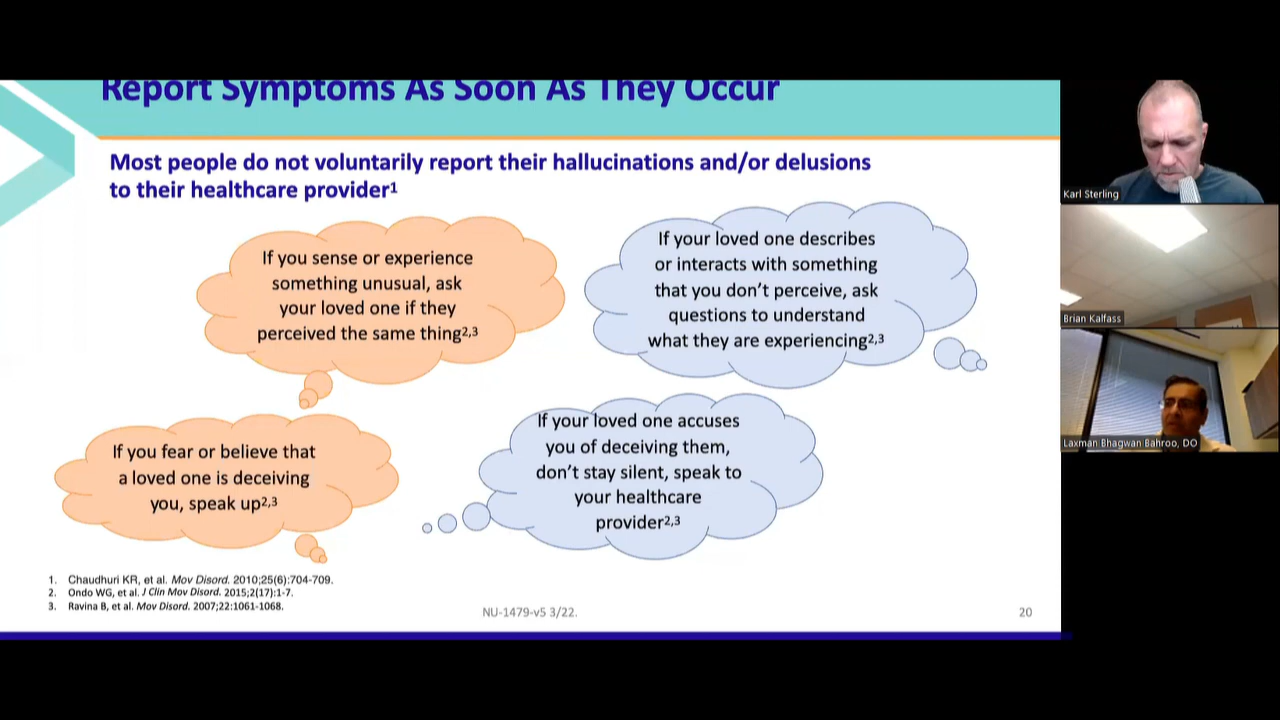 Report Symptoms As Soon As They Occur
Most people do not voluntarily report their hallucinations and/or delusions
to their healthcare provider¹
If you sense or experience
something unusual, ask
your loved one if they
perceived the same thing²,³
If your loved one describes
or interacts with something
that you don’t perceive, ask
questions to understand
what they are experiencing²,³
If you fear or believe that
a loved one is deceiving
you, speak up²,³
If your loved one accuses
you of deceiving them,
don’t stay silent, speak to
your healthcare
provider²,³
1. Chaudhuri KR, et al. Mov Disord. 2010;25(6):704-709.
2. Ondo WG, et al. J Clin Mov Disord. 2015;2(17):1-7.
3. Ravina B, et al. Mov Disord. 2007;22:1061-1068.
NU-1479-v5 3/22.
20
Karl Sterling
Brian Kalfass
Laxman Bhagwan Bahroo, DO